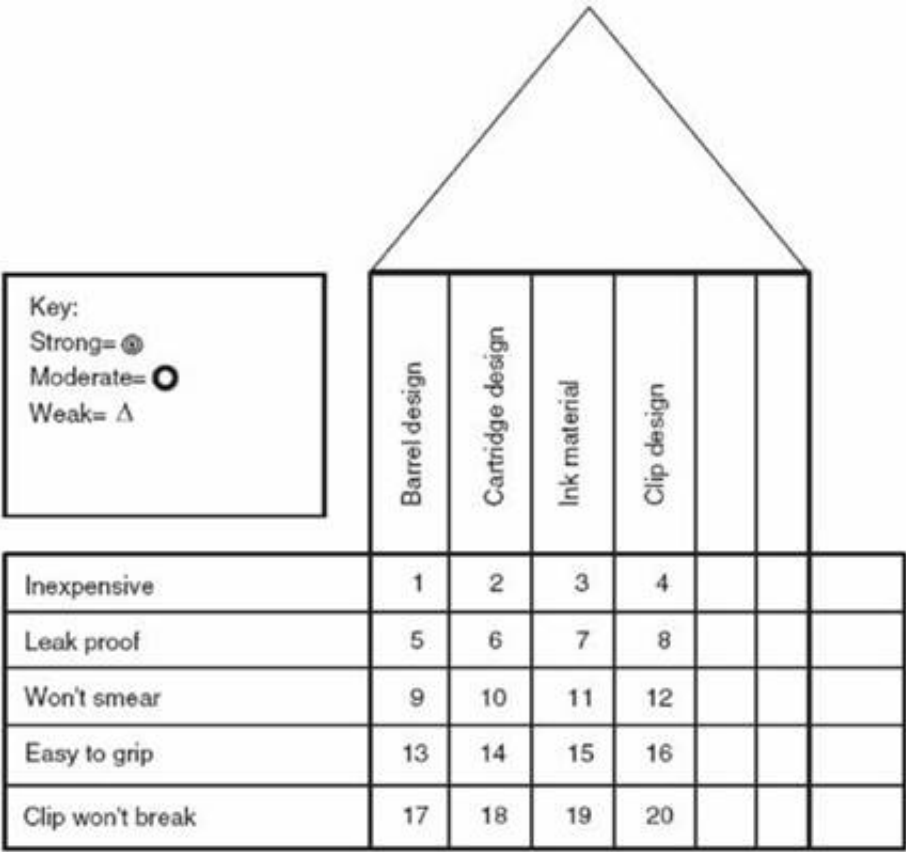 Key:
Strong= ◎
Moderate= O
Weak= Δ
Barrel design
Cartridge design
Ink material
Clip design
Inexpensive 1 2 3 4
Leak proof 5 6 7 8
Won't smear 9 10 11 12
Easy to grip 13 14 15 16
Clip won't break 17 18 19 20